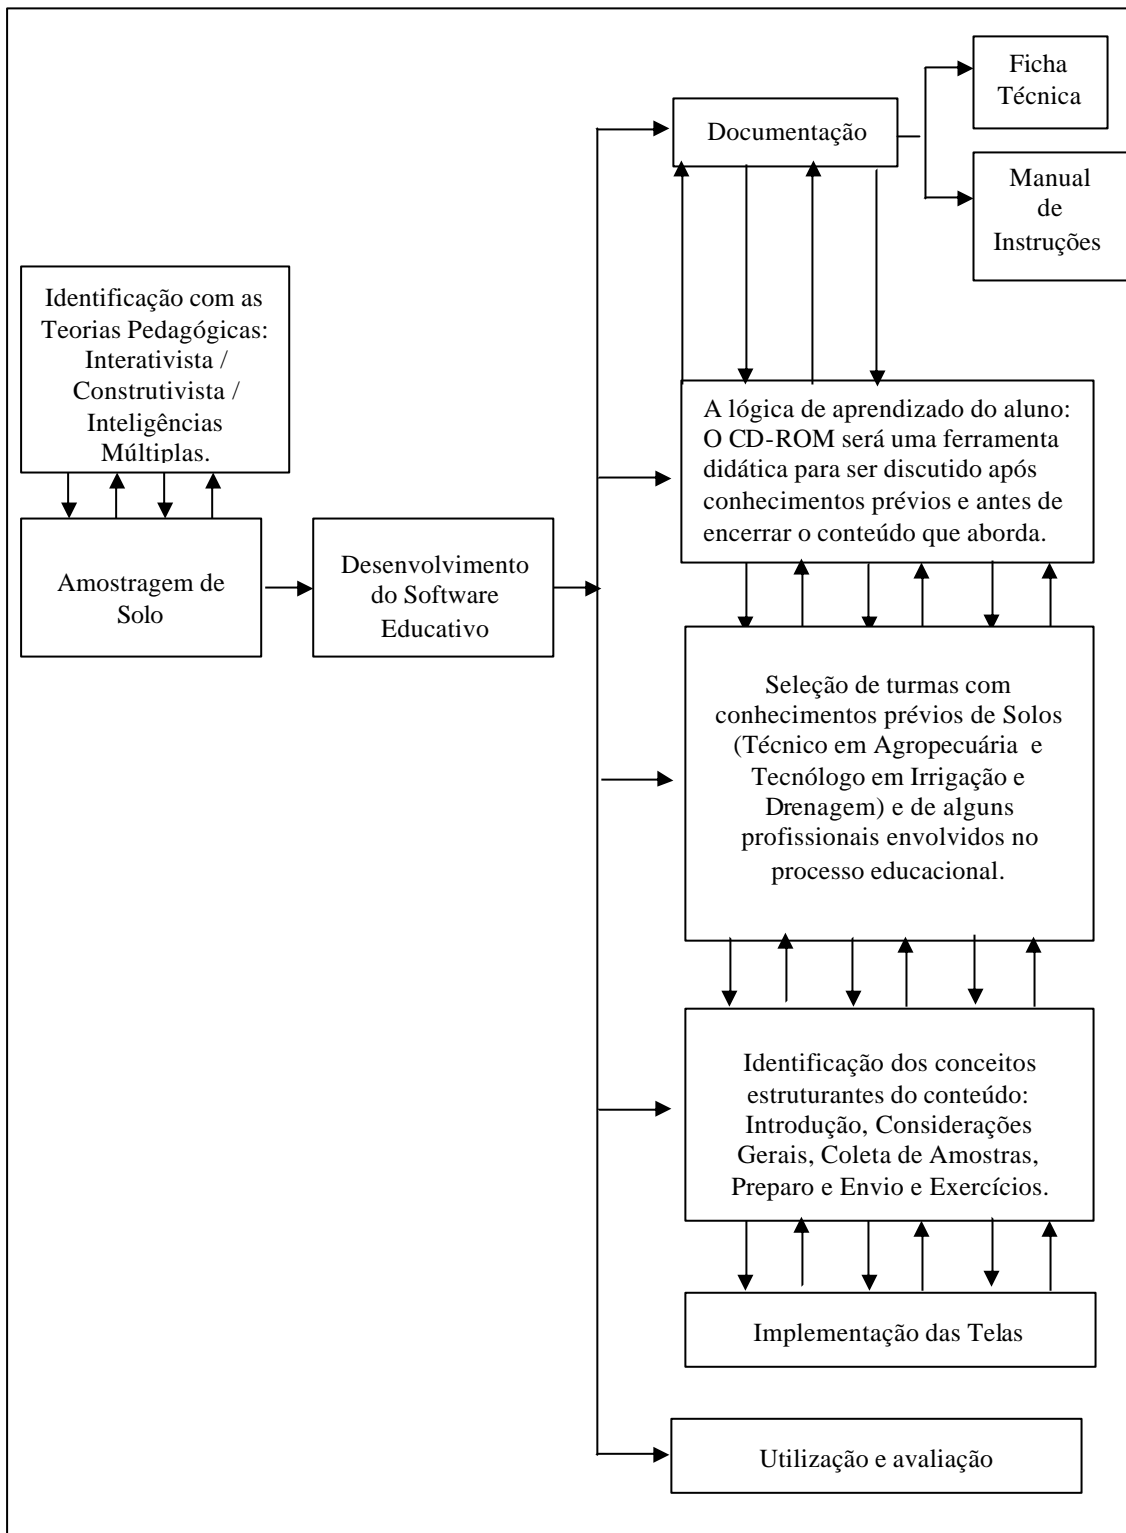 Ficha
Técnica
Documentação
Manual
de
Instruções
Identificação com as
Teorias Pedagógicas:
Interativista /
Construtivista /
Inteligências
Múltiplas.
A lógica de aprendizado do aluno:
O CD-ROM será uma ferramenta
didática para ser discutido após
conhecimentos prévios e antes de
encerrar o conteúdo que aborda.
Amostragem de
Solo
Desenvolvimento
do Software
Educativo
Seleção de turmas com
conhecimentos prévios de Solos
(Técnico em Agropecuária e
Tecnólogo em Irrigação e
Drenagem) e de alguns
profissionais envolvidos no
processo educacional.
Identificação dos conceitos
estruturantes do conteúdo:
Introdução, Considerações
Gerais, Coleta de Amostras,
Preparo e Envio e Exercícios.
Implementação das Telas
Utilização e avaliação